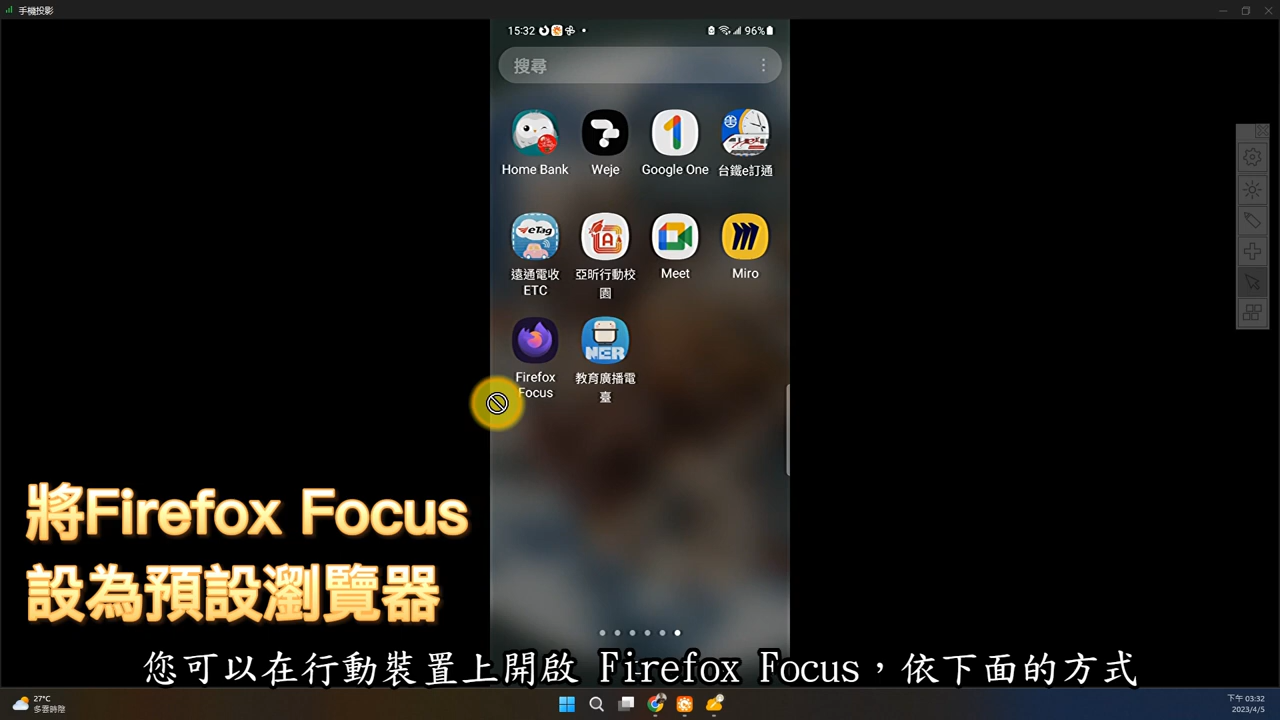 手機投影
15:32
96%
搜尋
Home Bank
Weje
Google One
台鐵e訂通
eTag
遠通電收
ETC
亞昕行動校
園
Meet
Miro
NER
Firefox
Focus
教育廣播電
臺
將Firefox Focus
設為預設瀏覽器
您可以在行動裝置上開啟 Firefox Focus，依下面的方式
27°C
多雲時陰
下午 03:32
2023/4/5